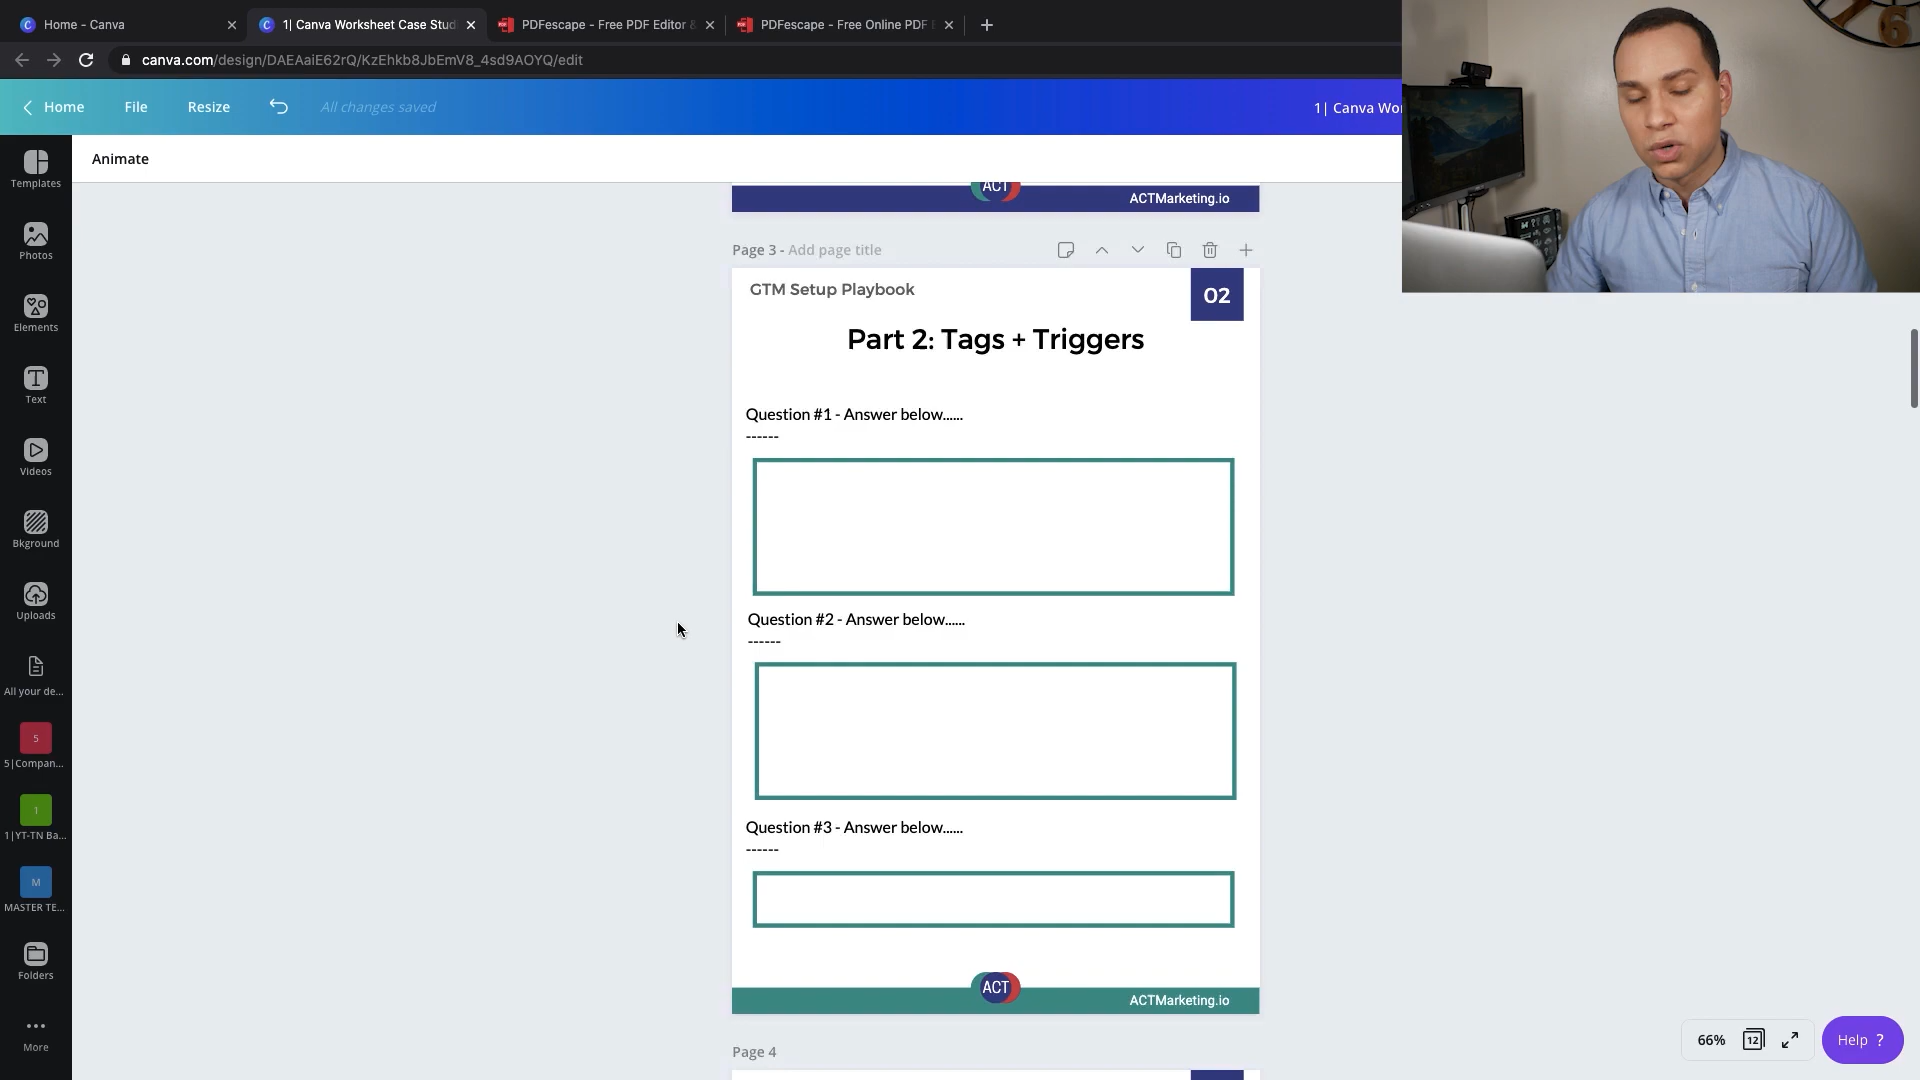 Home - Canva
1| Canva Worksheet Case Stud
PDFescape - Free PDF Editor &
PDFescape - Free Online PDF E
canva.com/design/DAEAaiE62rQ/KzEhkb8JbEmV8_4sd9AOYQ/edit
Home
File
Resize
All changes saved
1| Canva Wor
Animate
Templates
Photos
Elements
Text
Videos
Bkground
Uploads
All your de...
5
5|Compan...
1
1|YT-TN Ba...
M
MASTER TE...
Folders
More
ACT
ACTMarketing.io
Page 3 - Add page title
GTM Setup Playbook
02
Part 2: Tags + Triggers
Question #1 - Answer below......
------
Question #2 - Answer below......
------
Question #3 - Answer below......
------
ACT
ACTMarketing.io
Page 4
66%
12
Help ?
6